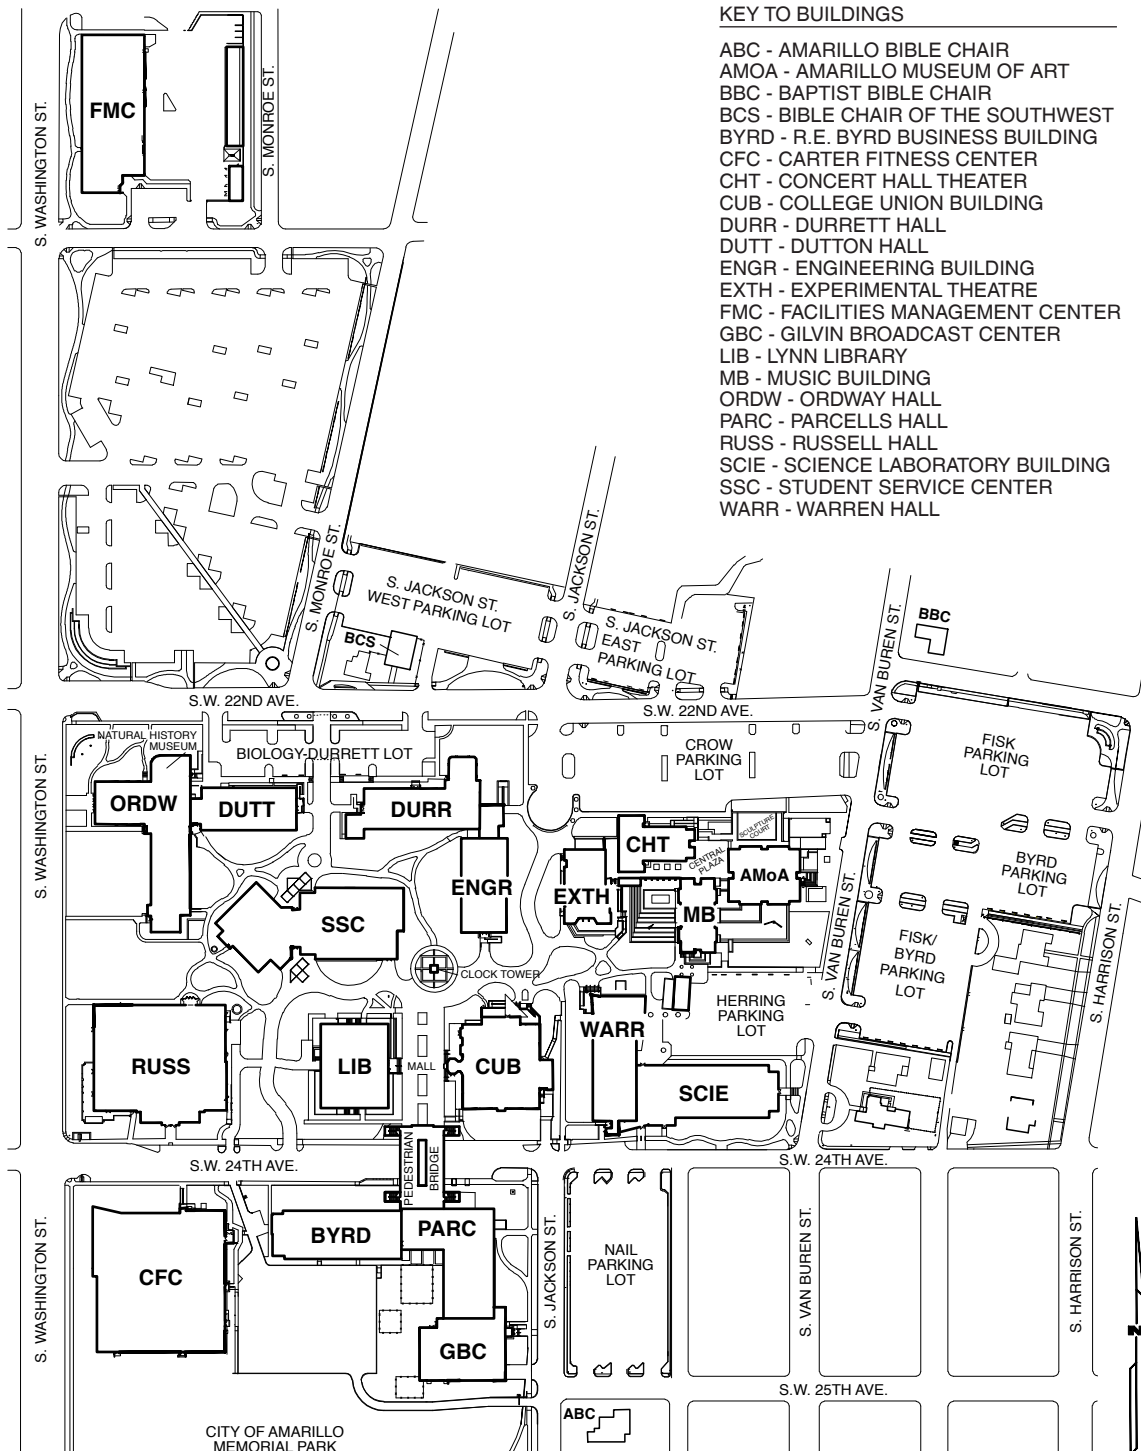 KEY TO BUILDINGS
ABC - AMARILLO BIBLE CHAIR
AMOA - AMARILLO MUSEUM OF ART
BBC - BAPTIST BIBLE CHAIR
BCS - BIBLE CHAIR OF THE SOUTHWEST
BYRD - R.E. BYRD BUSINESS BUILDING
CFC - CARTER FITNESS CENTER
CHT - CONCERT HALL THEATER
CUB - COLLEGE UNION BUILDING
DURR - DURRETT HALL
DUTT - DUTTON HALL
ENGR - ENGINEERING BUILDING
EXTH - EXPERIMENTAL THEATRE
FMC - FACILITIES MANAGEMENT CENTER
GBC - GILVIN BROADCAST CENTER
LIB - LYNN LIBRARY
MB - MUSIC BUILDING
ORDW - ORDWAY HALL
PARC - PARCELLS HALL
RUSS - RUSSELL HALL
SCIE - SCIENCE LABORATORY BUILDING
SSC - STUDENT SERVICE CENTER
WARR - WARREN HALL
S. WASHINGTON ST.
FMC
S. MONROE ST.
S. MONROE ST.
S. JACKSON ST.
WEST PARKING LOT
S. JACKSON ST.
S. JACKSON ST.
EAST
PARKING LOT
BCS
BBC
S. VAN BUREN ST.
S.W. 22ND AVE.
S.W. 22ND AVE.
S. WASHINGTON ST.
NATURAL HISTORY
MUSEUM
BIOLOGY-DURRETT LOT
CROW
PARKING
LOT
FISK
PARKING
LOT
ORDW
DUTT
DURR
CHT
SCULPTURE
COURT
CENTRAL
PLAZA
AMoA
BYRD
PARKING
LOT
ENGR
EXTH
MB
SSC
S. VAN BUREN ST.
FISK/
BYRD
PARKING
LOT
S. HARRISON ST.
CLOCK TOWER
HERRING
PARKING
LOT
WARR
RUSS
LIB
MALL
CUB
SCIE
S.W. 24TH AVE.
S.W. 24TH AVE.
PEDESTRIAN
BRIDGE
S. WASHINGTON ST.
CFC
BYRD
PARC
GBC
S. JACKSON ST.
NAIL
PARKING
LOT
S. VAN BUREN ST.
S. HARRISON ST.
N
S.W. 25TH AVE.
ABC
CITY OF AMARILLO
MEMORIAL PARK